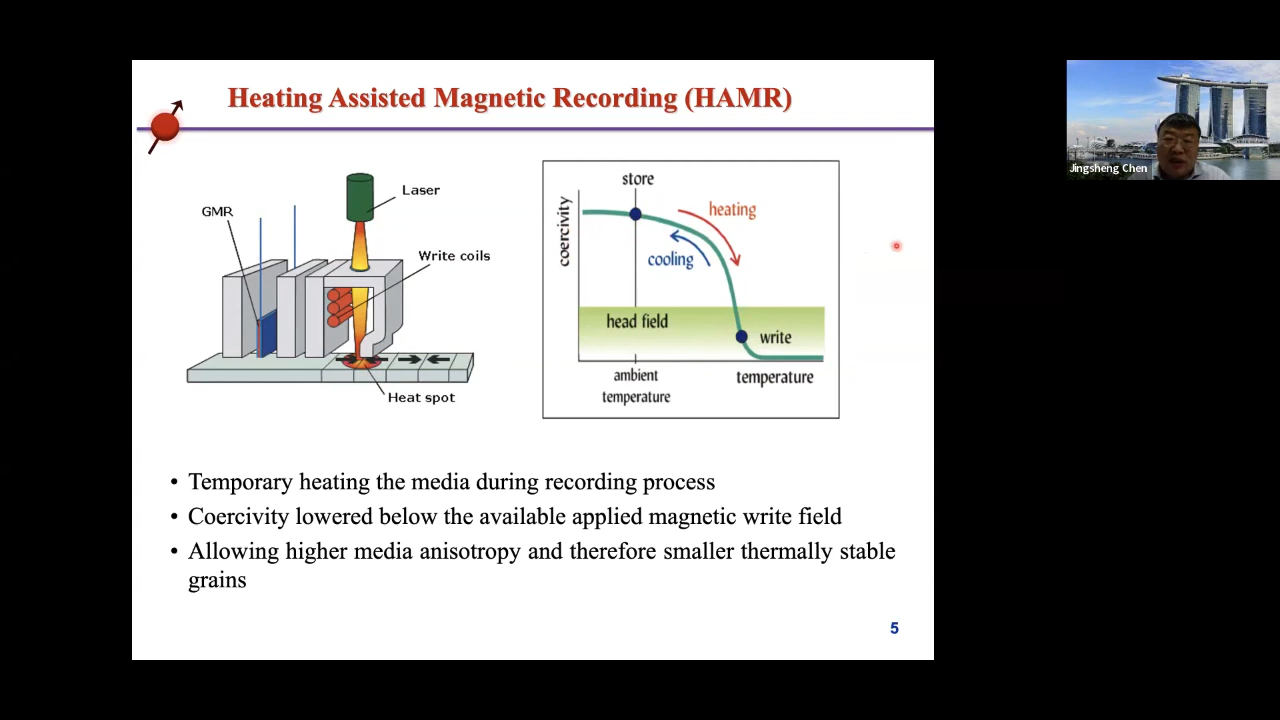 Heating Assisted Magnetic Recording (HAMR)
Jingsheng Chen
Laser
GMR
Write coils
Heat spot
store
coercivity
heating
cooling
head field
write
ambient
temperature
temperature
• Temporary heating the media during recording process
• Coercivity lowered below the available applied magnetic write field
• Allowing higher media anisotropy and therefore smaller thermally stable
grains
5